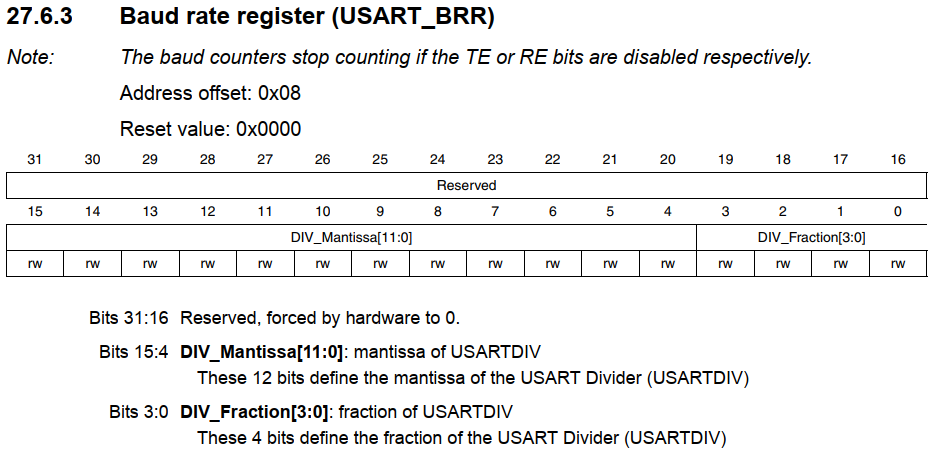 27.6.3 Baud rate register (USART_BRR)
Note: The baud counters stop counting if the TE or RE bits are disabled respectively.
Address offset: 0x08
Reset value: 0x0000
31 30 29 28 27 26 25 24 23 22 21 20 19 18 17 16
Reserved
15 14 13 12 11 10 9 8 7 6 5 4 3 2 1 0
DIV_Mantissa[11:0] DIV_Fraction[3:0]
rw rw rw rw rw rw rw rw rw rw rw rw rw rw rw rw
Bits 31:16 Reserved, forced by hardware to 0.
Bits 15:4 DIV_Mantissa[11:0]: mantissa of USARTDIV
These 12 bits define the mantissa of the USART Divider (USARTDIV)
Bits 3:0 DIV_Fraction[3:0]: fraction of USARTDIV
These 4 bits define the fraction of the USART Divider (USARTDIV)